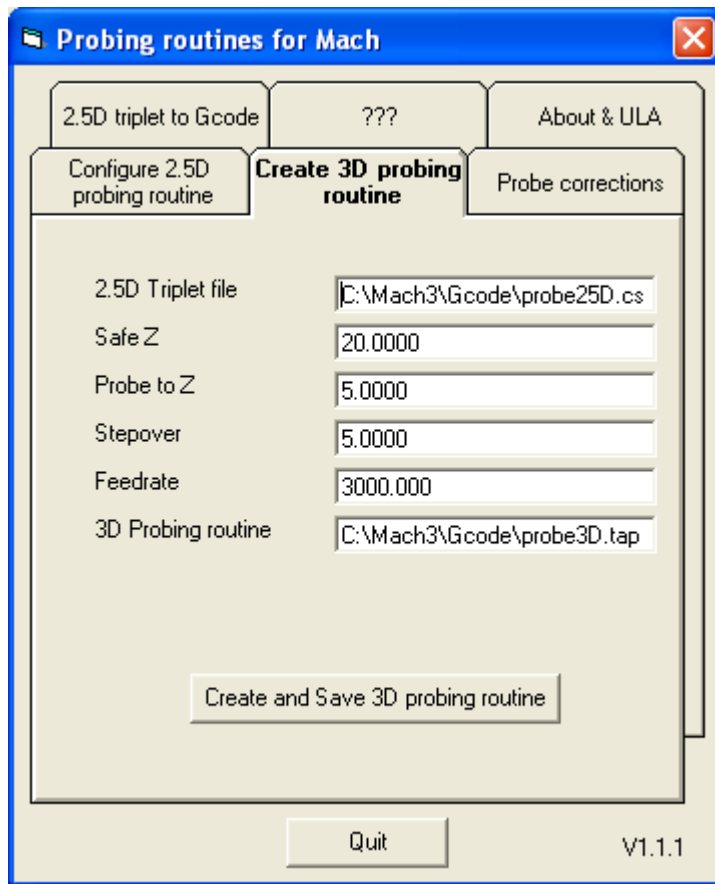 Probing routines for Mach
2.5D triplet to Gcode
???
About & ULA
Configure 2.5D
probing routine
Create 3D probing
routine
Probe corrections
2.5D Triplet file
C:\Mach3\Gcode\probe25D.cs
Safe Z
20.0000
Probe to Z
5.0000
Stepover
5.0000
Feedrate
3000.000
3D Probing routine
C:\Mach3\Gcode\probe3D.tap
Create and Save 3D probing routine
Quit
V1.1.1